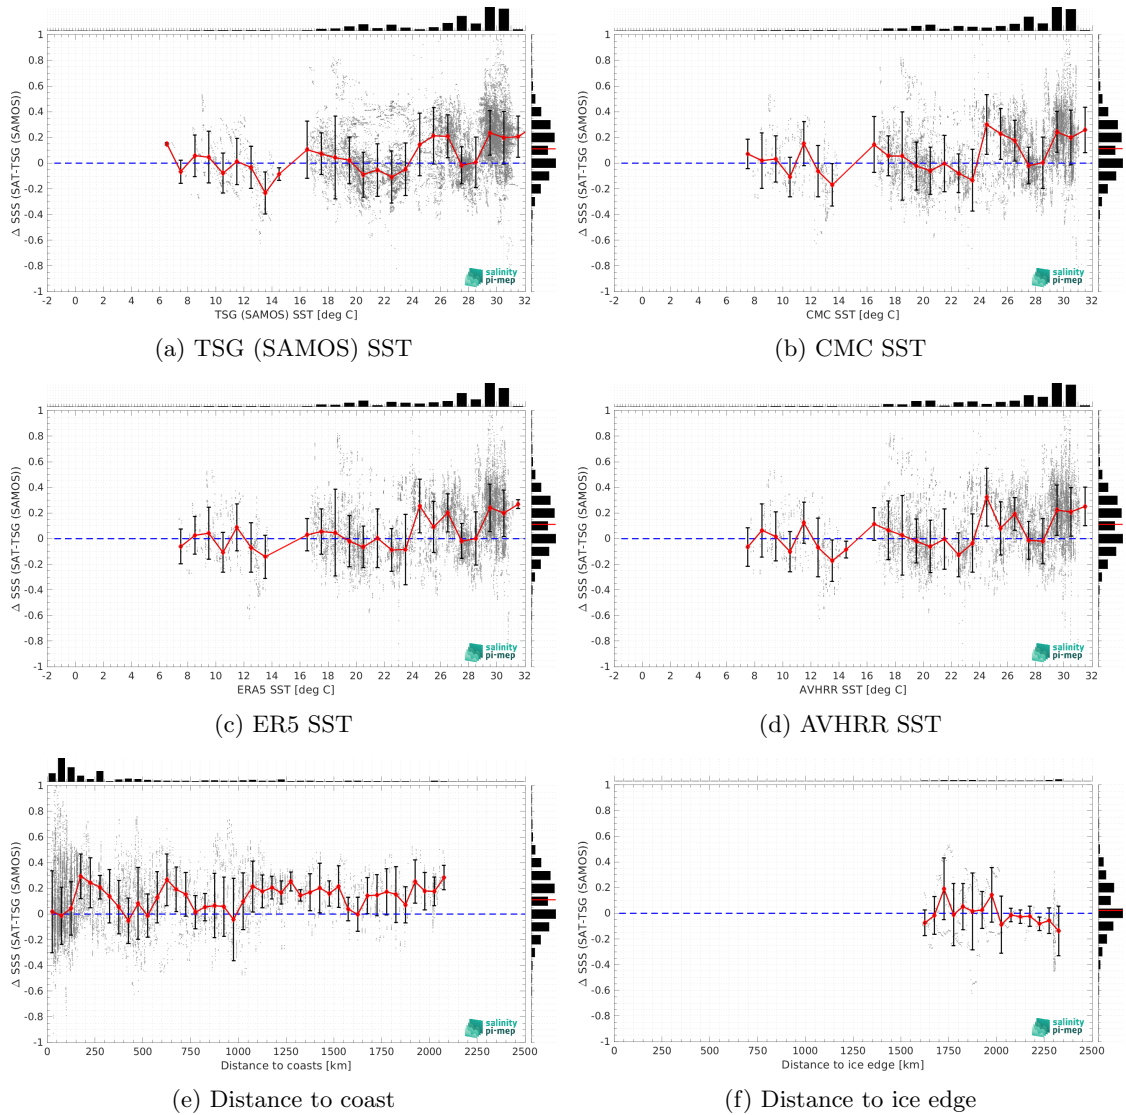 1
0.8
0.6
0.4
0.2
0
-0.2
-0.4
-0.6
-0.8
-1
Δ SSS (SAT-TSG (SAMOS))
-2 0 2 4 6 8 10 12 14 16 18 20 22 24 26 28 30 32
TSG (SAMOS) SST [deg C]
salinity
pi-mep
(a) TSG (SAMOS) SST
1
0.8
0.6
0.4
0.2
0
-0.2
-0.4
-0.6
-0.8
-1
Δ SSS (SAT-TSG (SAMOS))
-2 0 2 4 6 8 10 12 14 16 18 20 22 24 26 28 30 32
CMC SST [deg C]
salinity
pi-mep
(b) CMC SST
1
0.8
0.6
0.4
0.2
0
-0.2
-0.4
-0.6
-0.8
-1
Δ SSS (SAT-TSG (SAMOS))
-2 0 2 4 6 8 10 12 14 16 18 20 22 24 26 28 30 32
ERA5 SST [deg C]
salinity
pi-mep
(c) ER5 SST
1
0.8
0.6
0.4
0.2
0
-0.2
-0.4
-0.6
-0.8
-1
Δ SSS (SAT-TSG (SAMOS))
-2 0 2 4 6 8 10 12 14 16 18 20 22 24 26 28 30 32
AVHRR SST [deg C]
salinity
pi-mep
(d) AVHRR SST
1
0.8
0.6
0.4
0.2
0
-0.2
-0.4
-0.6
-0.8
-1
Δ SSS (SAT-TSG (SAMOS))
0 250 500 750 1000 1250 1500 1750 2000 2250 2500
Distance to coasts [km]
salinity
pi-mep
(e) Distance to coast
1
0.8
0.6
0.4
0.2
0
-0.2
-0.4
-0.6
-0.8
-1
Δ SSS (SAT-TSG (SAMOS))
0 250 500 750 1000 1250 1500 1750 2000 2250 2500
Distance to ice edge [km]
salinity
pi-mep
(f) Distance to ice edge